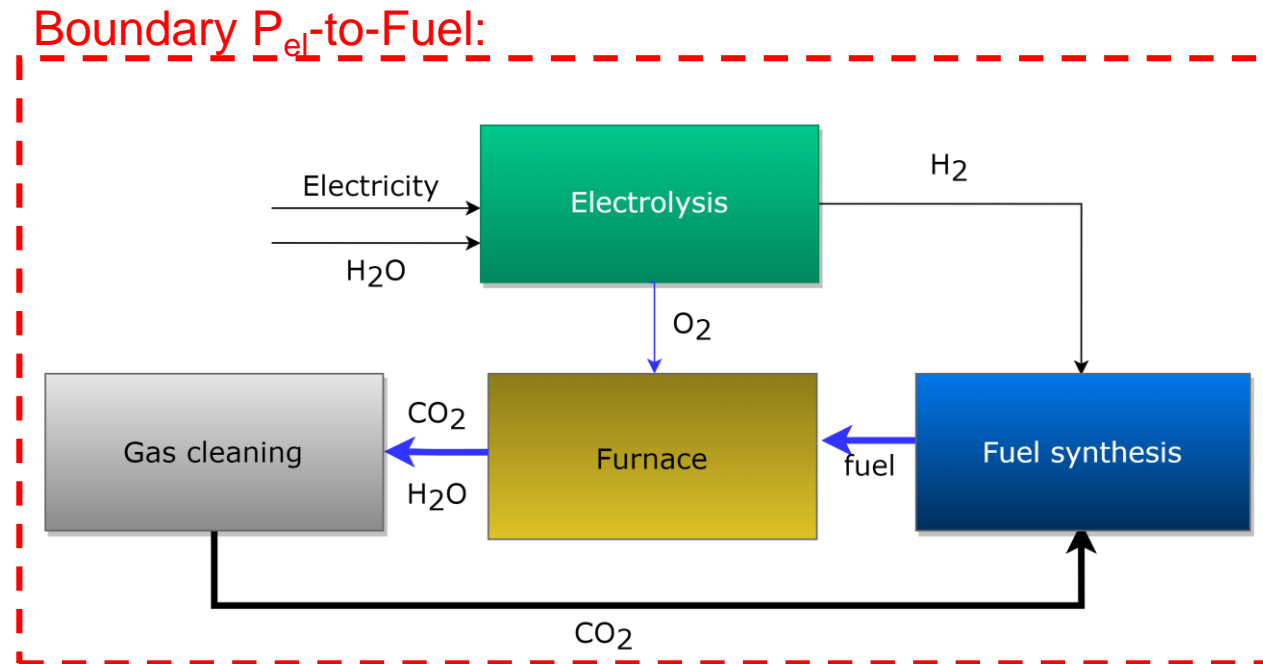 Boundary Pel-to-Fuel:
Electricity
H2O
Electrolysis
H2
O2
Gas cleaning
CO2
H2O
Furnace
fuel
Fuel synthesis
CO2